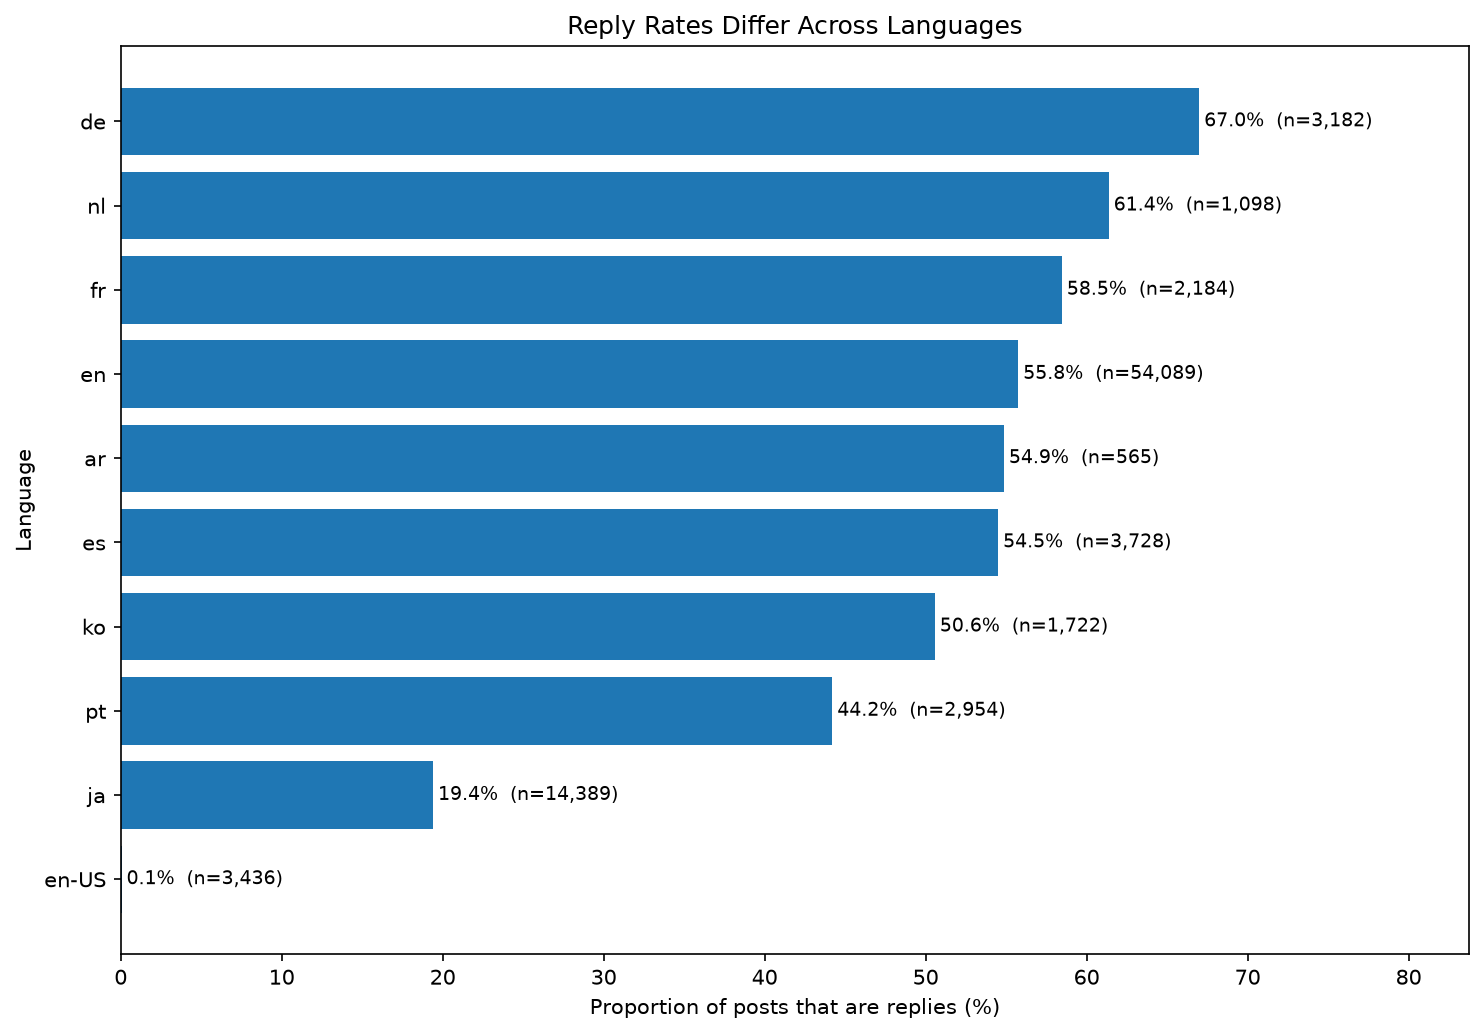 Reply Rates Differ Across Languages
de
67.0%  (n=3,182)
nl
61.4%  (n=1,098)
fr
58.5%  (n=2,184)
en
55.8%  (n=54,089)
ar
54.9%  (n=565)
es
54.5%  (n=3,728)
ko
50.6%  (n=1,722)
pt
44.2%  (n=2,954)
ja
19.4%  (n=14,389)
en-US
0.1%  (n=3,436)
Language
0 10 20 30 40 50 60 70 80
Proportion of posts that are replies (%)